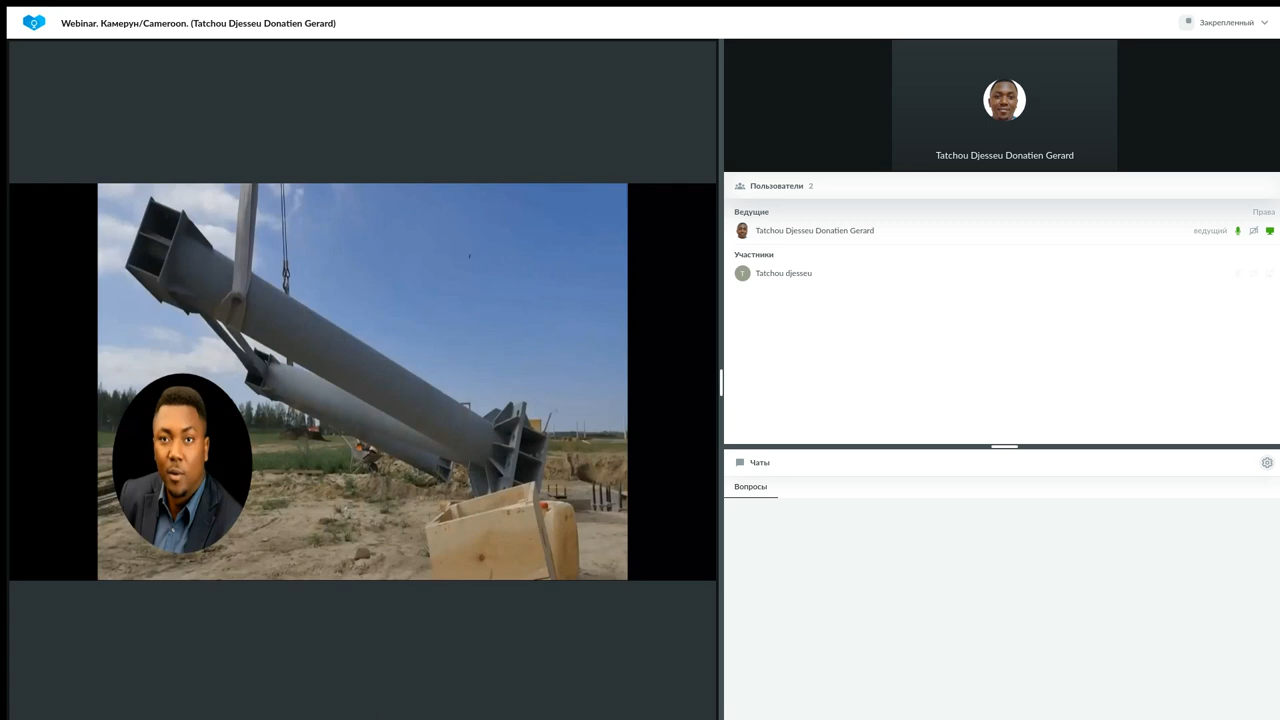 Webinar. Камерун/Cameroon. (Tatchou Djesseu Donatien Gerard)
Закрепленный
Tatchou Djesseu Donatien Gerard
Пользователи 2
Ведущие Права
Tatchou Djesseu Donatien Gerard ведущий
Участники
T Tatchou djesseu
Чаты
Вопросы